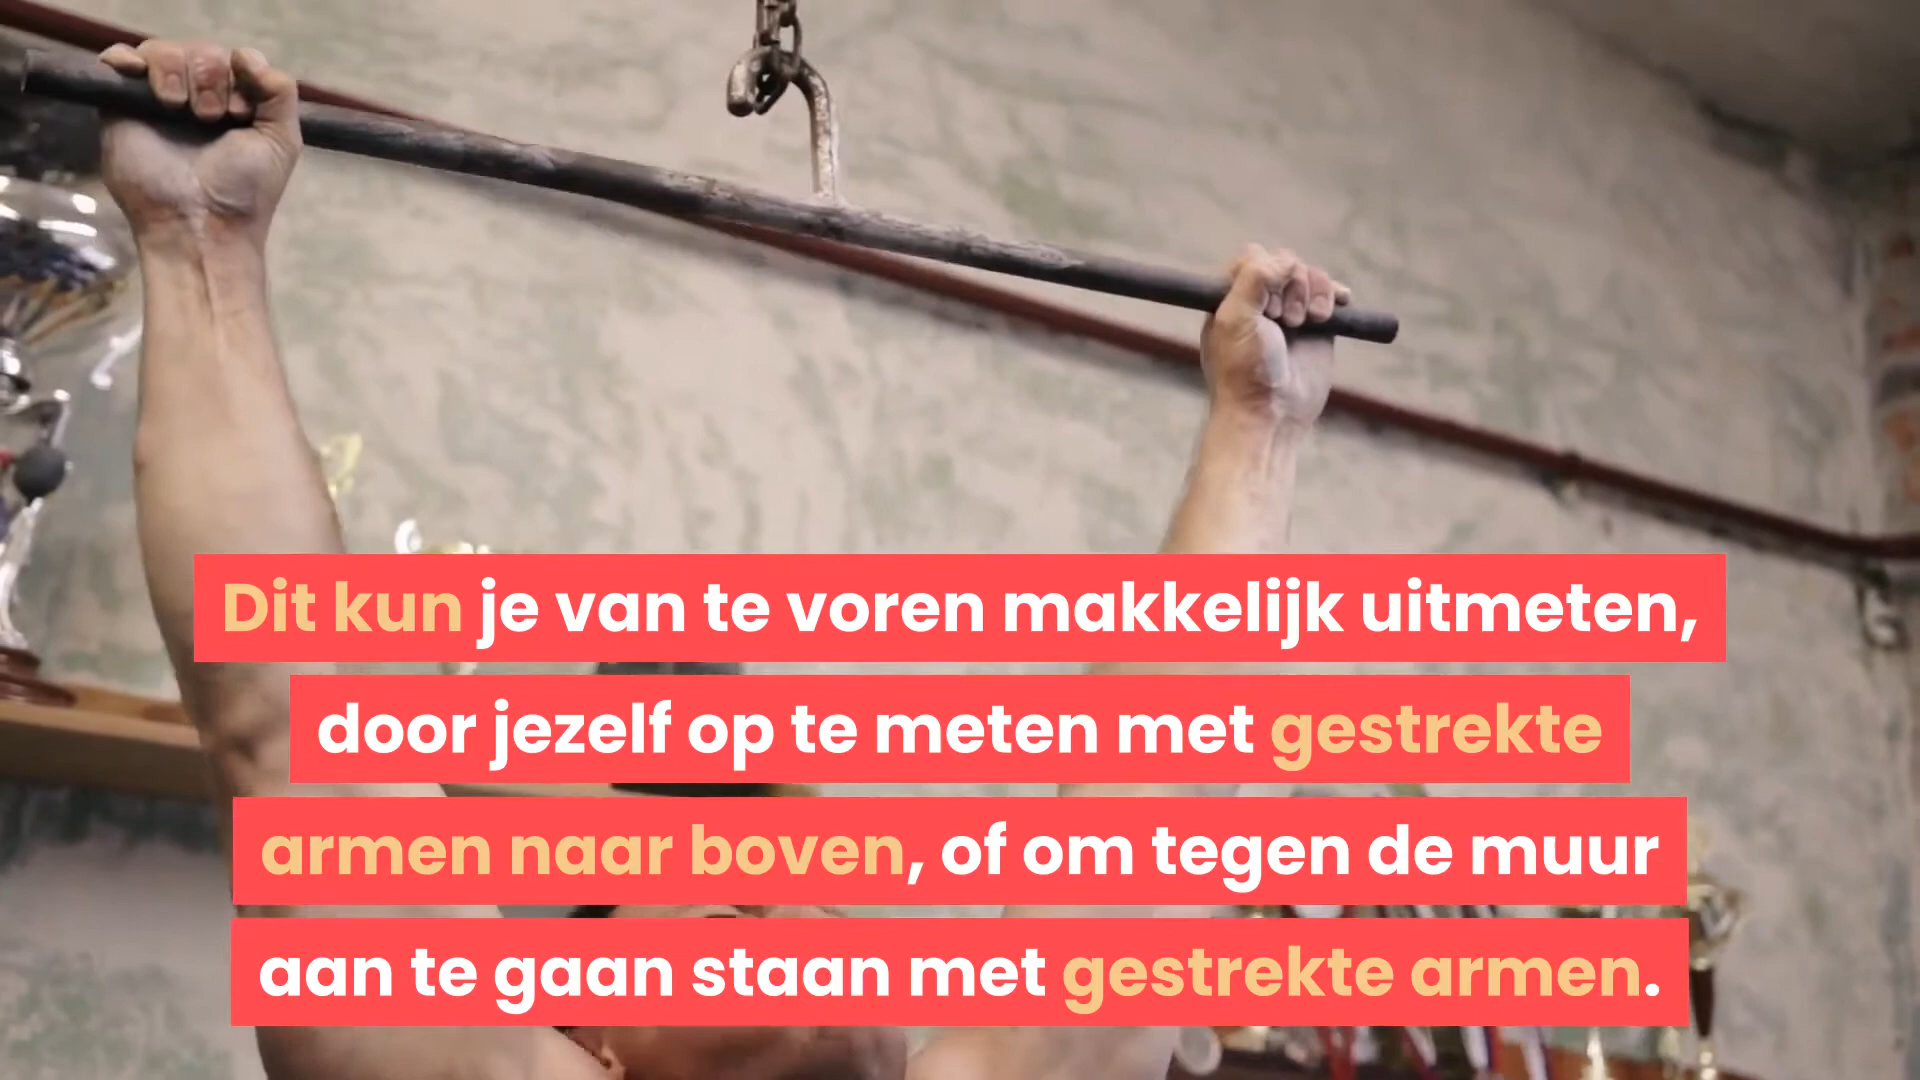 Dit kun je van te voren makkelijk uitmeten,
door jezelf op te meten met gestrekte
armen naar boven, of om tegen de muur
aan te gaan staan met gestrekte armen.